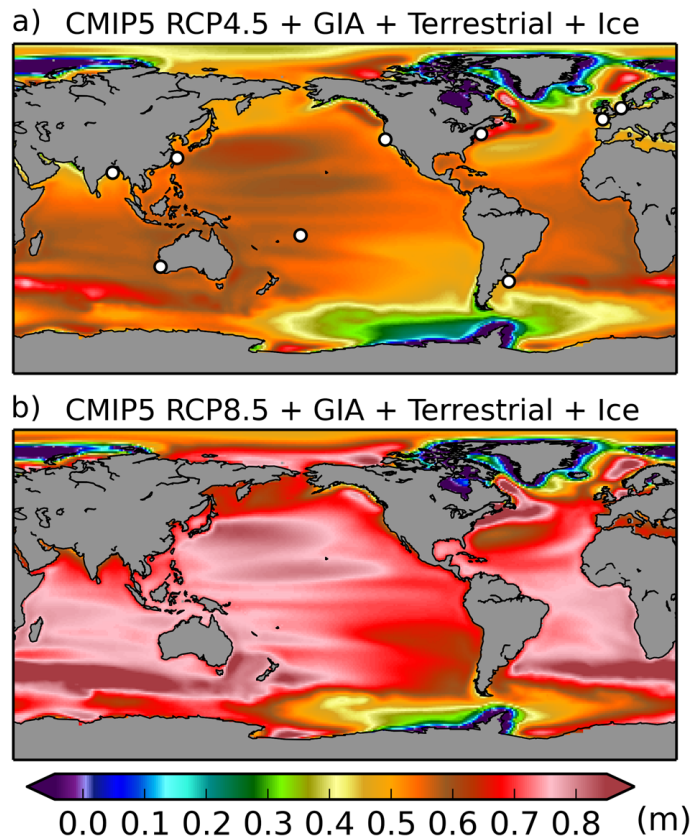 a) CMIP5 RCP4.5 + GIA + Terrestrial + Ice
b) CMIP5 RCP8.5 + GIA + Terrestrial + Ice
0.0 0.1 0.2 0.3 0.4 0.5 0.6 0.7 0.8 (m)